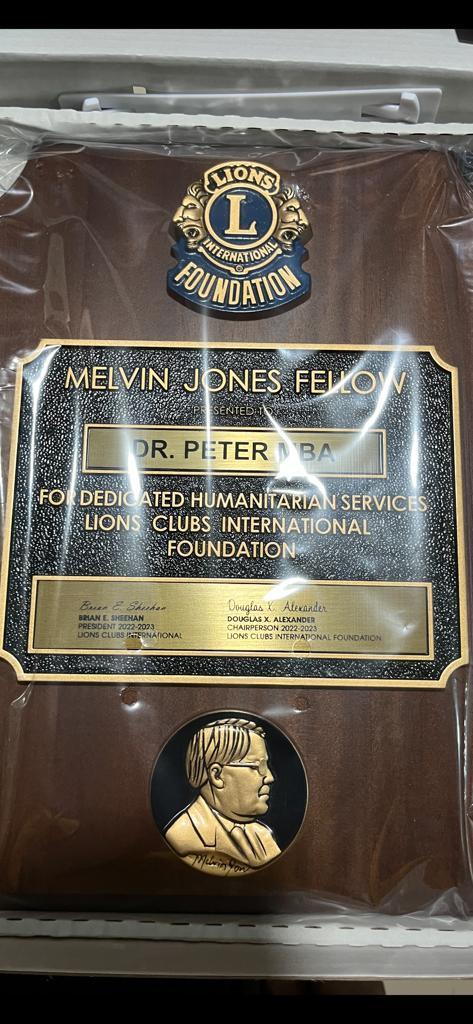 LIONS
L
INTERNATIONAL
FOUNDATION
MELVIN JONES FELLOW
PRESENTED TO
DR. PETER MBA
FOR DEDICATED HUMANITARIAN SERVICES
LIONS CLUBS INTERNATIONAL
FOUNDATION
Brian E. Sheehan
BRIAN E. SHEEHAN
PRESIDENT 2022-2023
LIONS CLUBS INTERNATIONAL
Douglas X. Alexander
DOUGLAS X. ALEXANDER
CHAIRPERSON 2022-2023
LIONS CLUBS INTERNATIONAL FOUNDATION
Melvin Jones